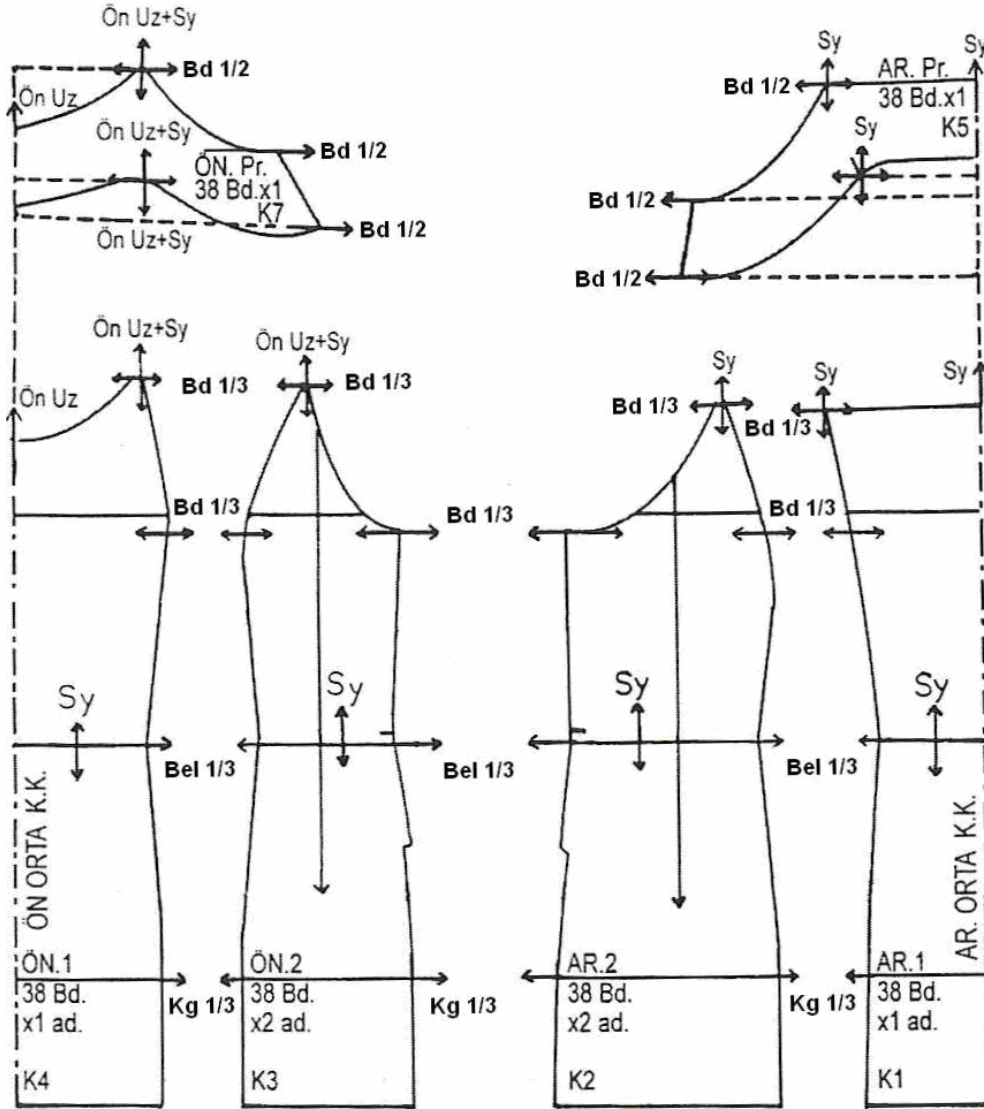 Ön Uz+Sy
Bd 1/2
Ön Uz
Ön Uz+Sy
Bd 1/2
ÖN. Pr.
38 Bd.x1
K7
Ön Uz+Sy
Bd 1/2
Sy
Sy
AR. Pr.
38 Bd.x1
K5
Bd 1/2
Sy
Bd 1/2
Bd 1/2
Ön Uz+Sy
Bd 1/3
Ön Uz
Ön Uz+Sy
Bd 1/3
Sy
Bd 1/3
Sy
Sy
Bd 1/3
Bd 1/3
Bd 1/3
Bd 1/3
Sy
Sy
Sy
Sy
Bel 1/3
Bel 1/3
Bel 1/3
ÖN ORTA K.K.
AR. ORTA K.K.
ÖN.1
38 Bd.
x1 ad.
K4
Kg 1/3
ÖN.2
38 Bd.
x2 ad.
K3
Kg 1/3
AR.2
38 Bd.
x2 ad.
K2
Kg 1/3
AR.1
38 Bd.
x1 ad.
K1